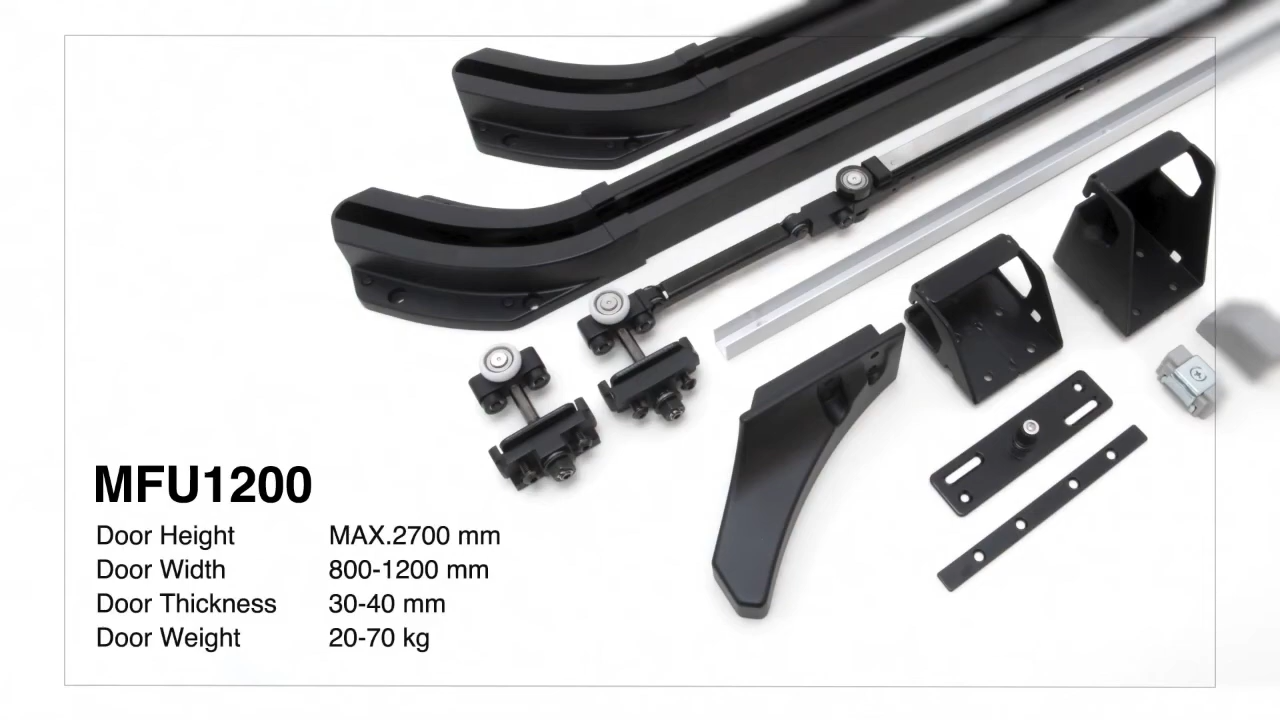 MFU1200
Door Height MAX.2700 mm
Door Width 800-1200 mm
Door Thickness 30-40 mm
Door Weight 20-70 kg